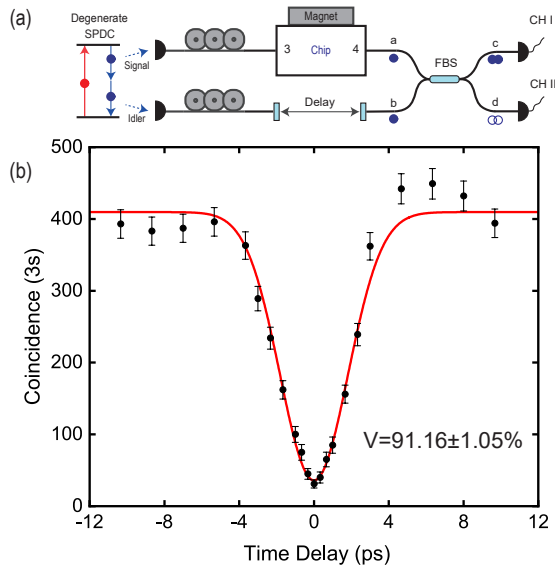 (a)
Degenerate
SPDC
Signal
Idler
Magnet
3 Chip 4
Delay
a
b
FBS
c
d
CH I
CH II
(b)
Coincidence (3s)
500
400
300
200
100
0
V=91.16±1.05%
-12 -8 -4 0 4 8 12
Time Delay (ps)